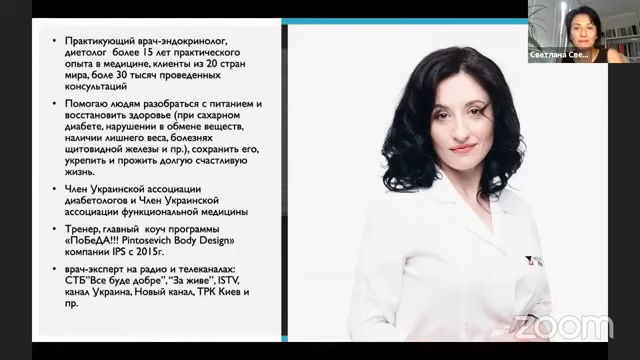 Практикующий врач-эндокринолог,
диетолог более 15 лет практического
опыта в медицине, клиенты из 20 стран
мира, боле 30 тысяч проведенных
консультаций
Помогаю людям разобраться с питанием и
восстановить здоровье (при сахарном
диабете, нарушении в обмене веществ,
наличии лишнего веса, болезнях
щитовидной железы и пр.), сохранить его,
укрепить и прожить долгую счастливую
жизнь.
Член Украинской ассоциации
диабетологов и Член Украинской
ассоциации функциональной медицины
Тренер, главный коуч программы
«ПоБеДА!!! Pintosevich Body Design»
компании IPS с 2015г.
врач-эксперт на радио и телеканалах:
СТБ"Все буде добре", "За живе", ISTV,
канал Украина, Новый канал, ТРК Киев и
пр.
Светлана Све...
zoom